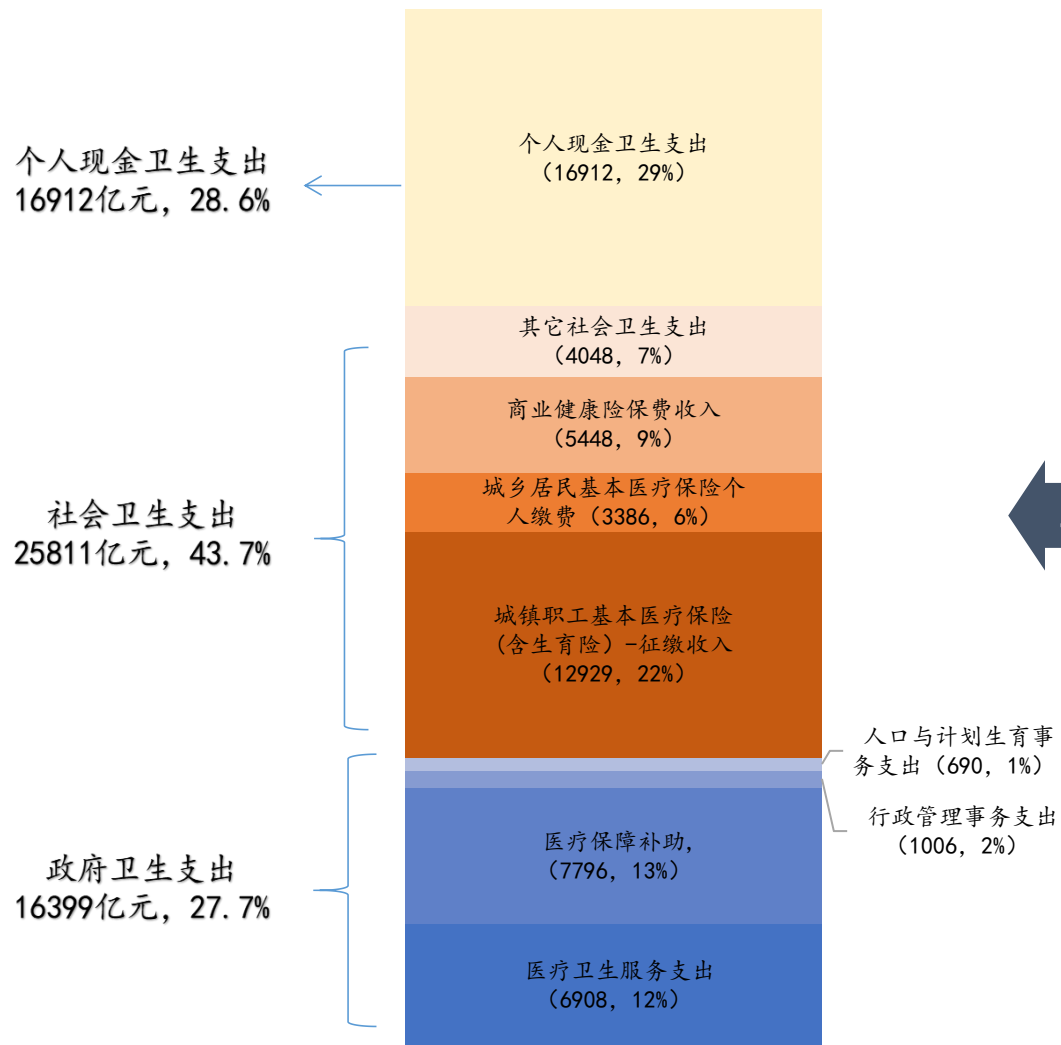 个人现金卫生支出
16912亿元, 28.6%
个人现金卫生支出
（16912, 29%）
其它社会卫生支出
（4048, 7%）
商业健康险保费收入
（5448, 9%）
城乡居民基本医疗保险个
人缴费（3386, 6%）
社会卫生支出
25811亿元, 43.7%
城镇职工基本医疗保险
(含生育险）-征缴收入
（12929, 22%）
人口与计划生育事
务支出（690, 1%）
行政管理事务支出
（1006, 2%）
医疗保障补助,
（7796, 13%）
政府卫生支出
16399亿元, 27.7%
医疗卫生服务支出
（6908, 12%）